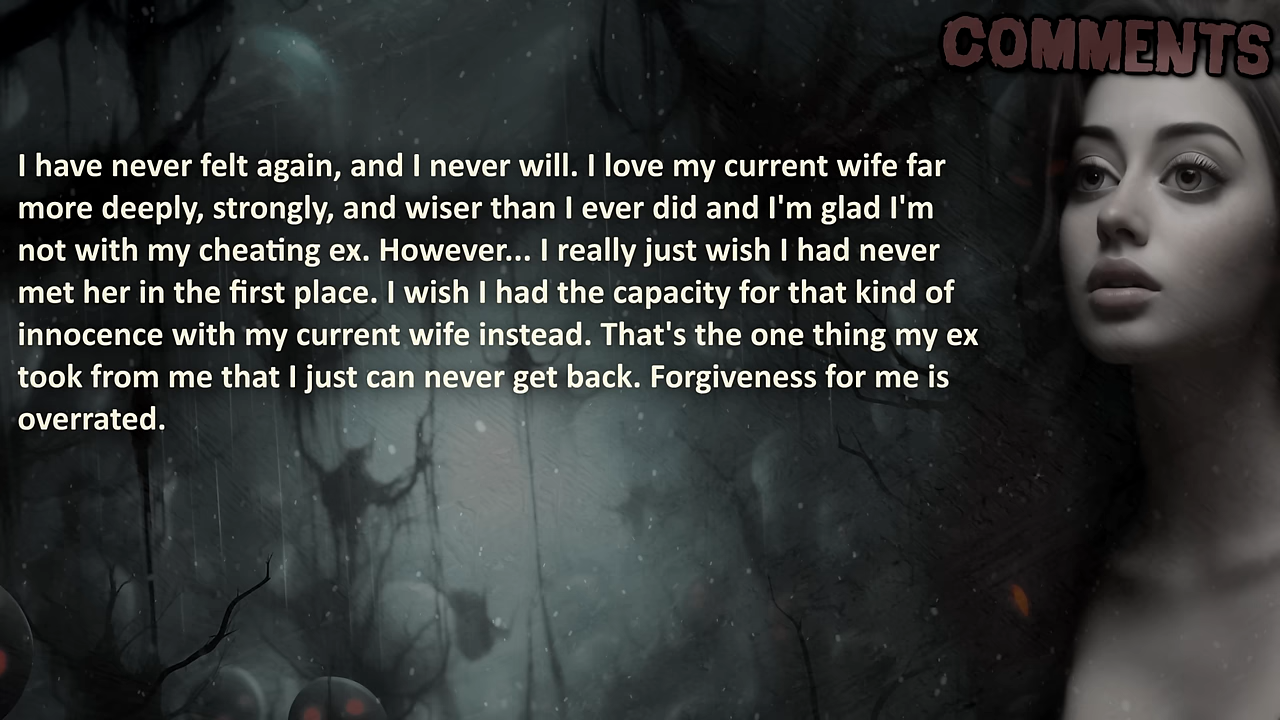 COMMENTS
I have never felt again, and I never will. I love my current wife far
more deeply, strongly, and wiser than I ever did and I'm glad I'm
not with my cheating ex. However... I really just wish I had never
met her in the first place. I wish I had the capacity for that kind of
innocence with my current wife instead. That's the one thing my ex
took from me that I just can never get back. Forgiveness for me is
overrated.